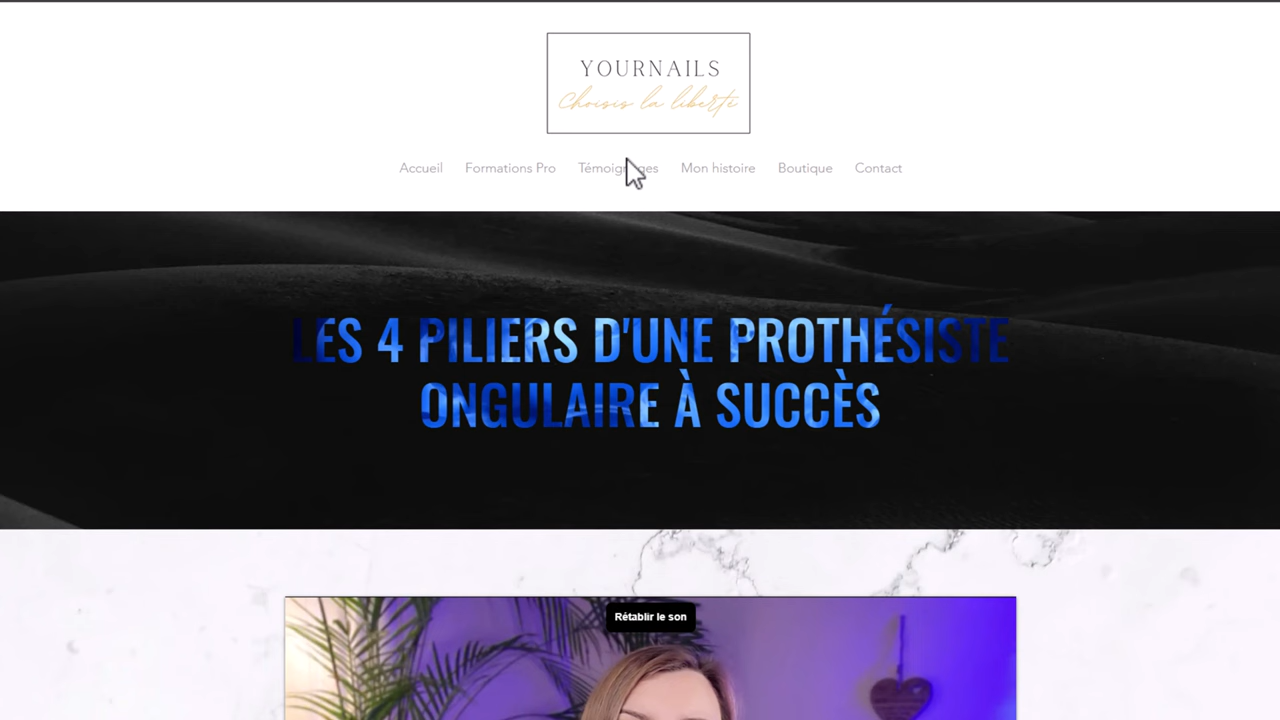 YOURNAILS
Choisis la liberté
Accueil Formations Pro Témoignages Mon histoire Boutique Contact
LES 4 PILIERS D'UNE PROTHÉSISTE
ONGULAIRE À SUCCÈS
Rétablir le son